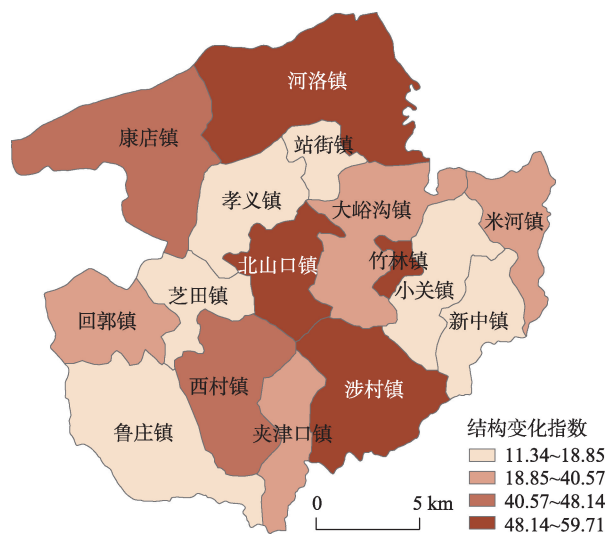 河洛镇
康店镇
站街镇
孝义镇
大峪沟镇
米河镇
北山口镇
竹林镇
芝田镇
小关镇
回郭镇
新中镇
西村镇
涉村镇
鲁庄镇
夹津口镇
结构变化指数
11.34~18.85
18.85~40.57
40.57~48.14
48.14~59.71
0 5 km